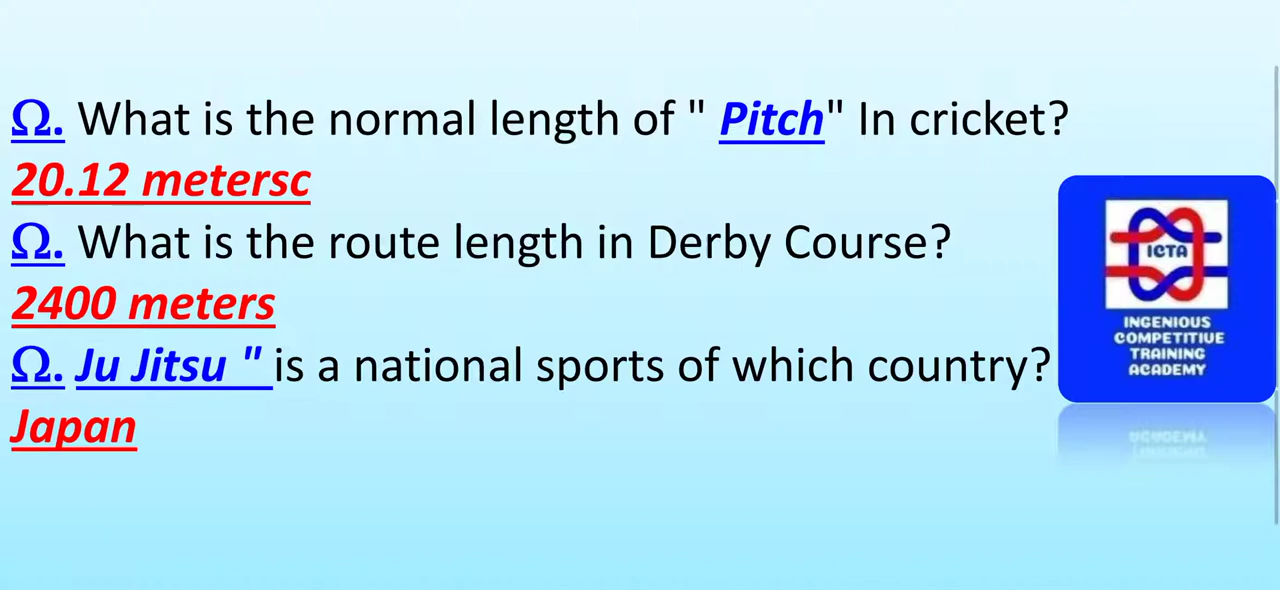 Ω. What is the normal length of " Pitch" In cricket?
20.12 metersc
Ω. What is the route length in Derby Course?
2400 meters
Ω. Ju Jitsu " is a national sports of which country?
Japan
ICTA
INGENIOUS
COMPETITIUE
TRAINING
ACADEMY